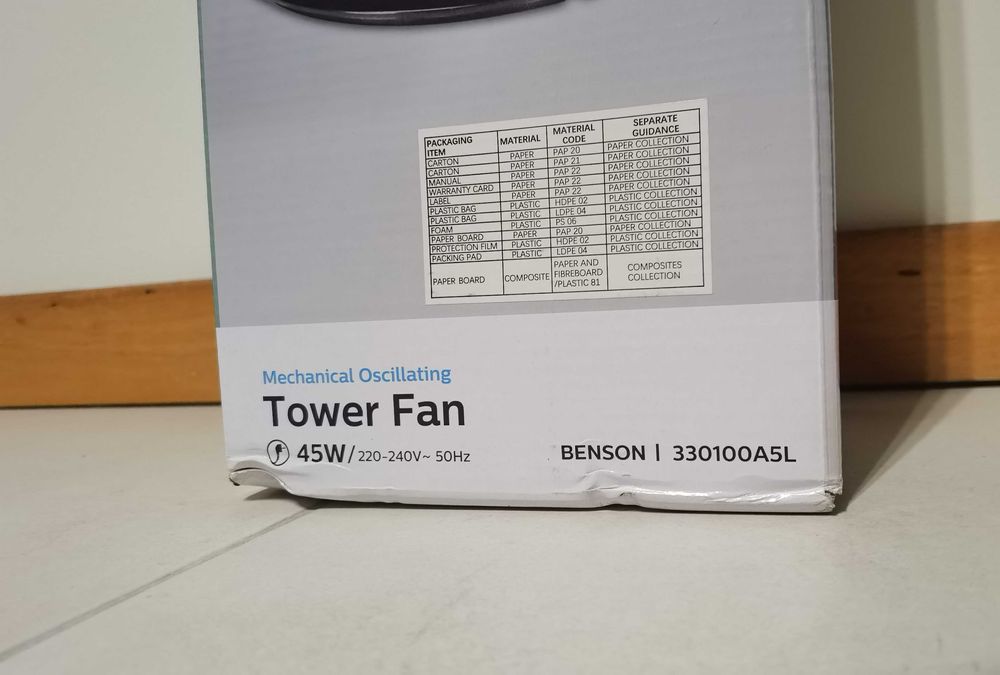 PACKAGING ITEM MATERIAL MATERIAL CODE SEPARATE GUIDANCE
CARTON PAPER PAP 20 PAPER COLLECTION
CARTON PAPER PAP 21 PAPER COLLECTION
MANUAL PAPER PAP 22 PAPER COLLECTION
WARRANTY CARD PAPER PAP 22 PAPER COLLECTION
LABEL PAPER PAP 22 PAPER COLLECTION
PLASTIC BAG PLASTIC HDPE 02 PLASTIC COLLECTION
PLASTIC BAG PLASTIC LDPE 04 PLASTIC COLLECTION
FOAM PLASTIC PS 06 PLASTIC COLLECTION
PAPER BOARD PAPER PAP 20 PAPER COLLECTION
PROTECTION FILM PLASTIC HDPE 02 PLASTIC COLLECTION
PACKING PAD PLASTIC LDPE 04 PLASTIC COLLECTION
PAPER BOARD COMPOSITE PAPER AND FIBREBOARD /PLASTIC 81 COMPOSITES COLLECTION
Mechanical Oscillating
Tower Fan
45W/220-240V~ 50Hz BENSON | 330100A5L